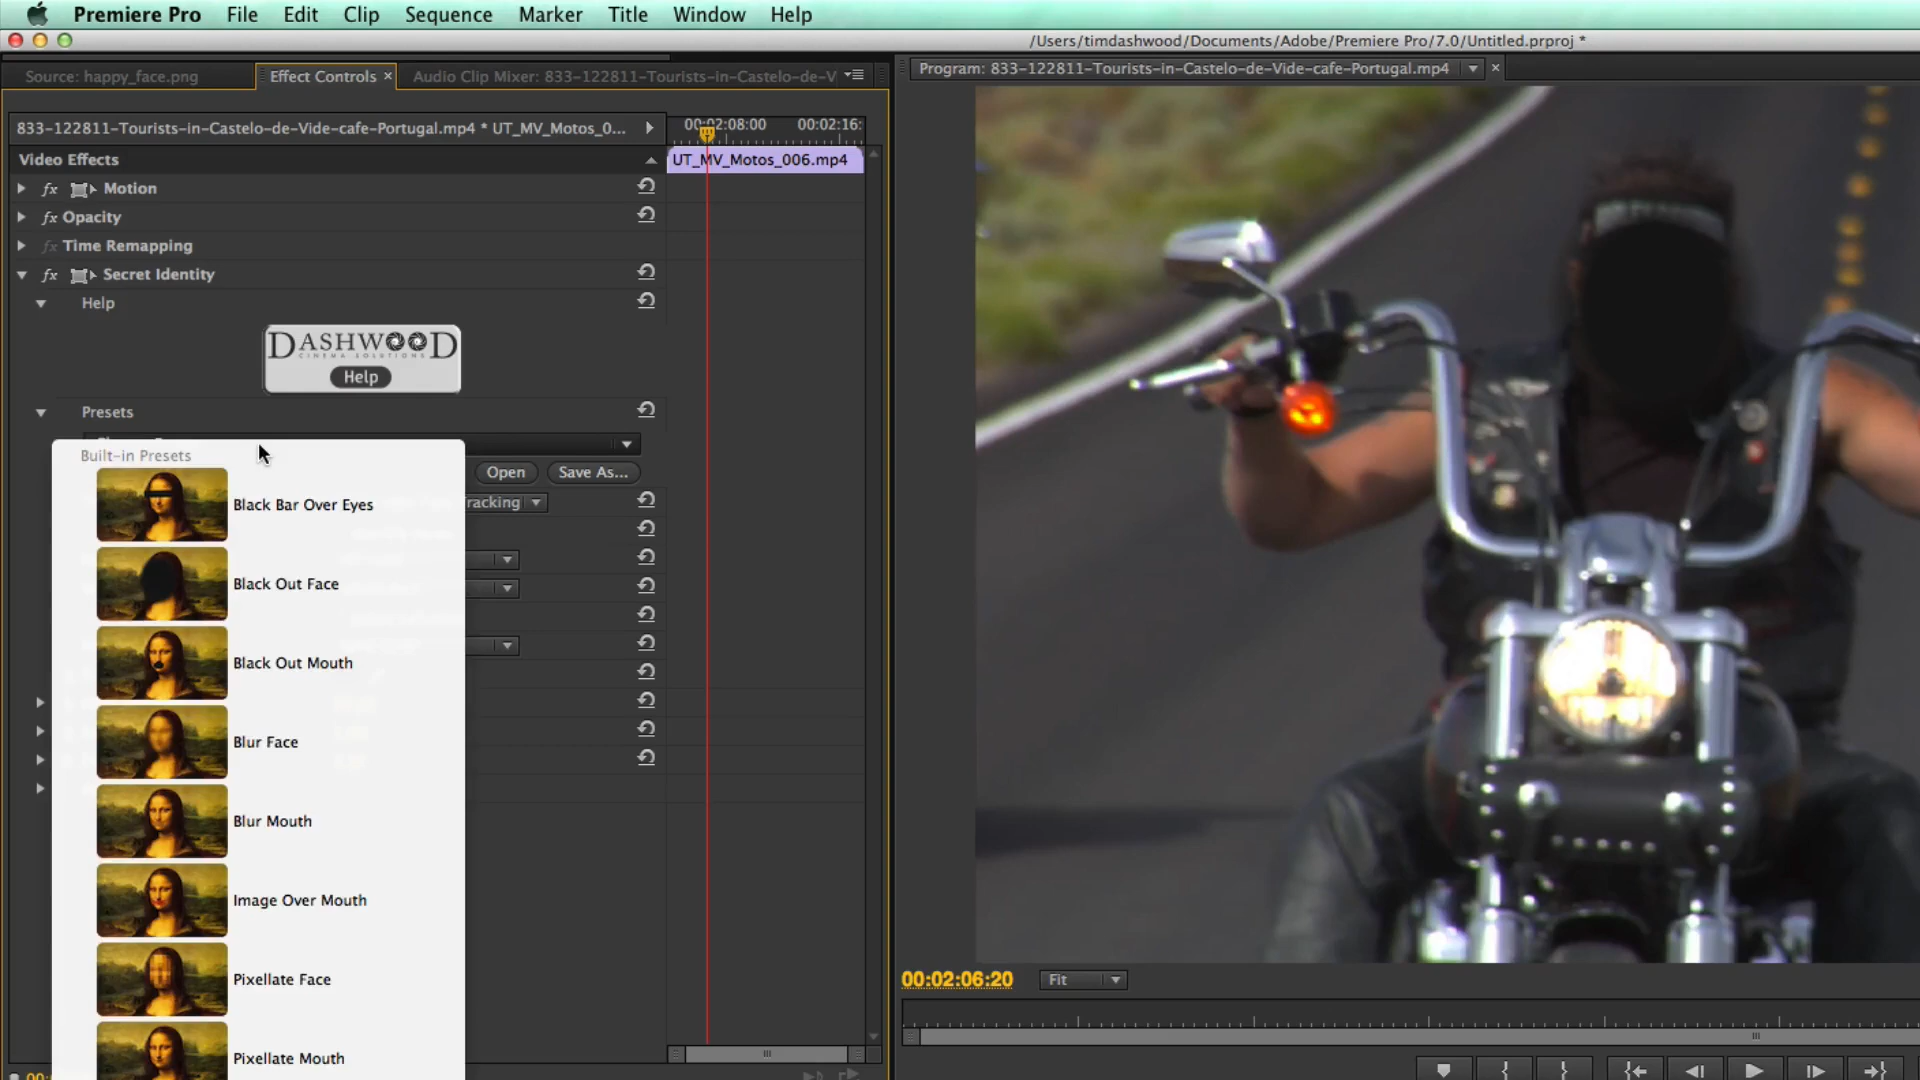 Premiere Pro File Edit Clip Sequence Marker Title Window Help
/Users/timdashwood/Documents/Adobe/Premiere Pro/7.0/Untitled.prproj *
Source: happy_face.png Effect Controls × Audio Clip Mixer: 833-122811-Tourists-in-Castelo-de-V
Program: 833-122811-Tourists-in-Castelo-de-Vide-cafe-Portugal.mp4 ×
833-122811-Tourists-in-Castelo-de-Vide-cafe-Portugal.mp4 * UT_MV_Motos_0...
00:02:08:00 00:02:16:
Video Effects
UT_MV_Motos_006.mp4
fx Motion
fx Opacity
fx Time Remapping
fx Secret Identity
Help
DASHWOOD
CINEMA SOLUTIONS
Help
Presets
Built-in Presets
Open Save As...
Black Bar Over Eyes
Tracking
Black Out Face
Black Out Mouth
Blur Face
Blur Mouth
Image Over Mouth
Pixellate Face
Pixellate Mouth
00:02:06:20 Fit